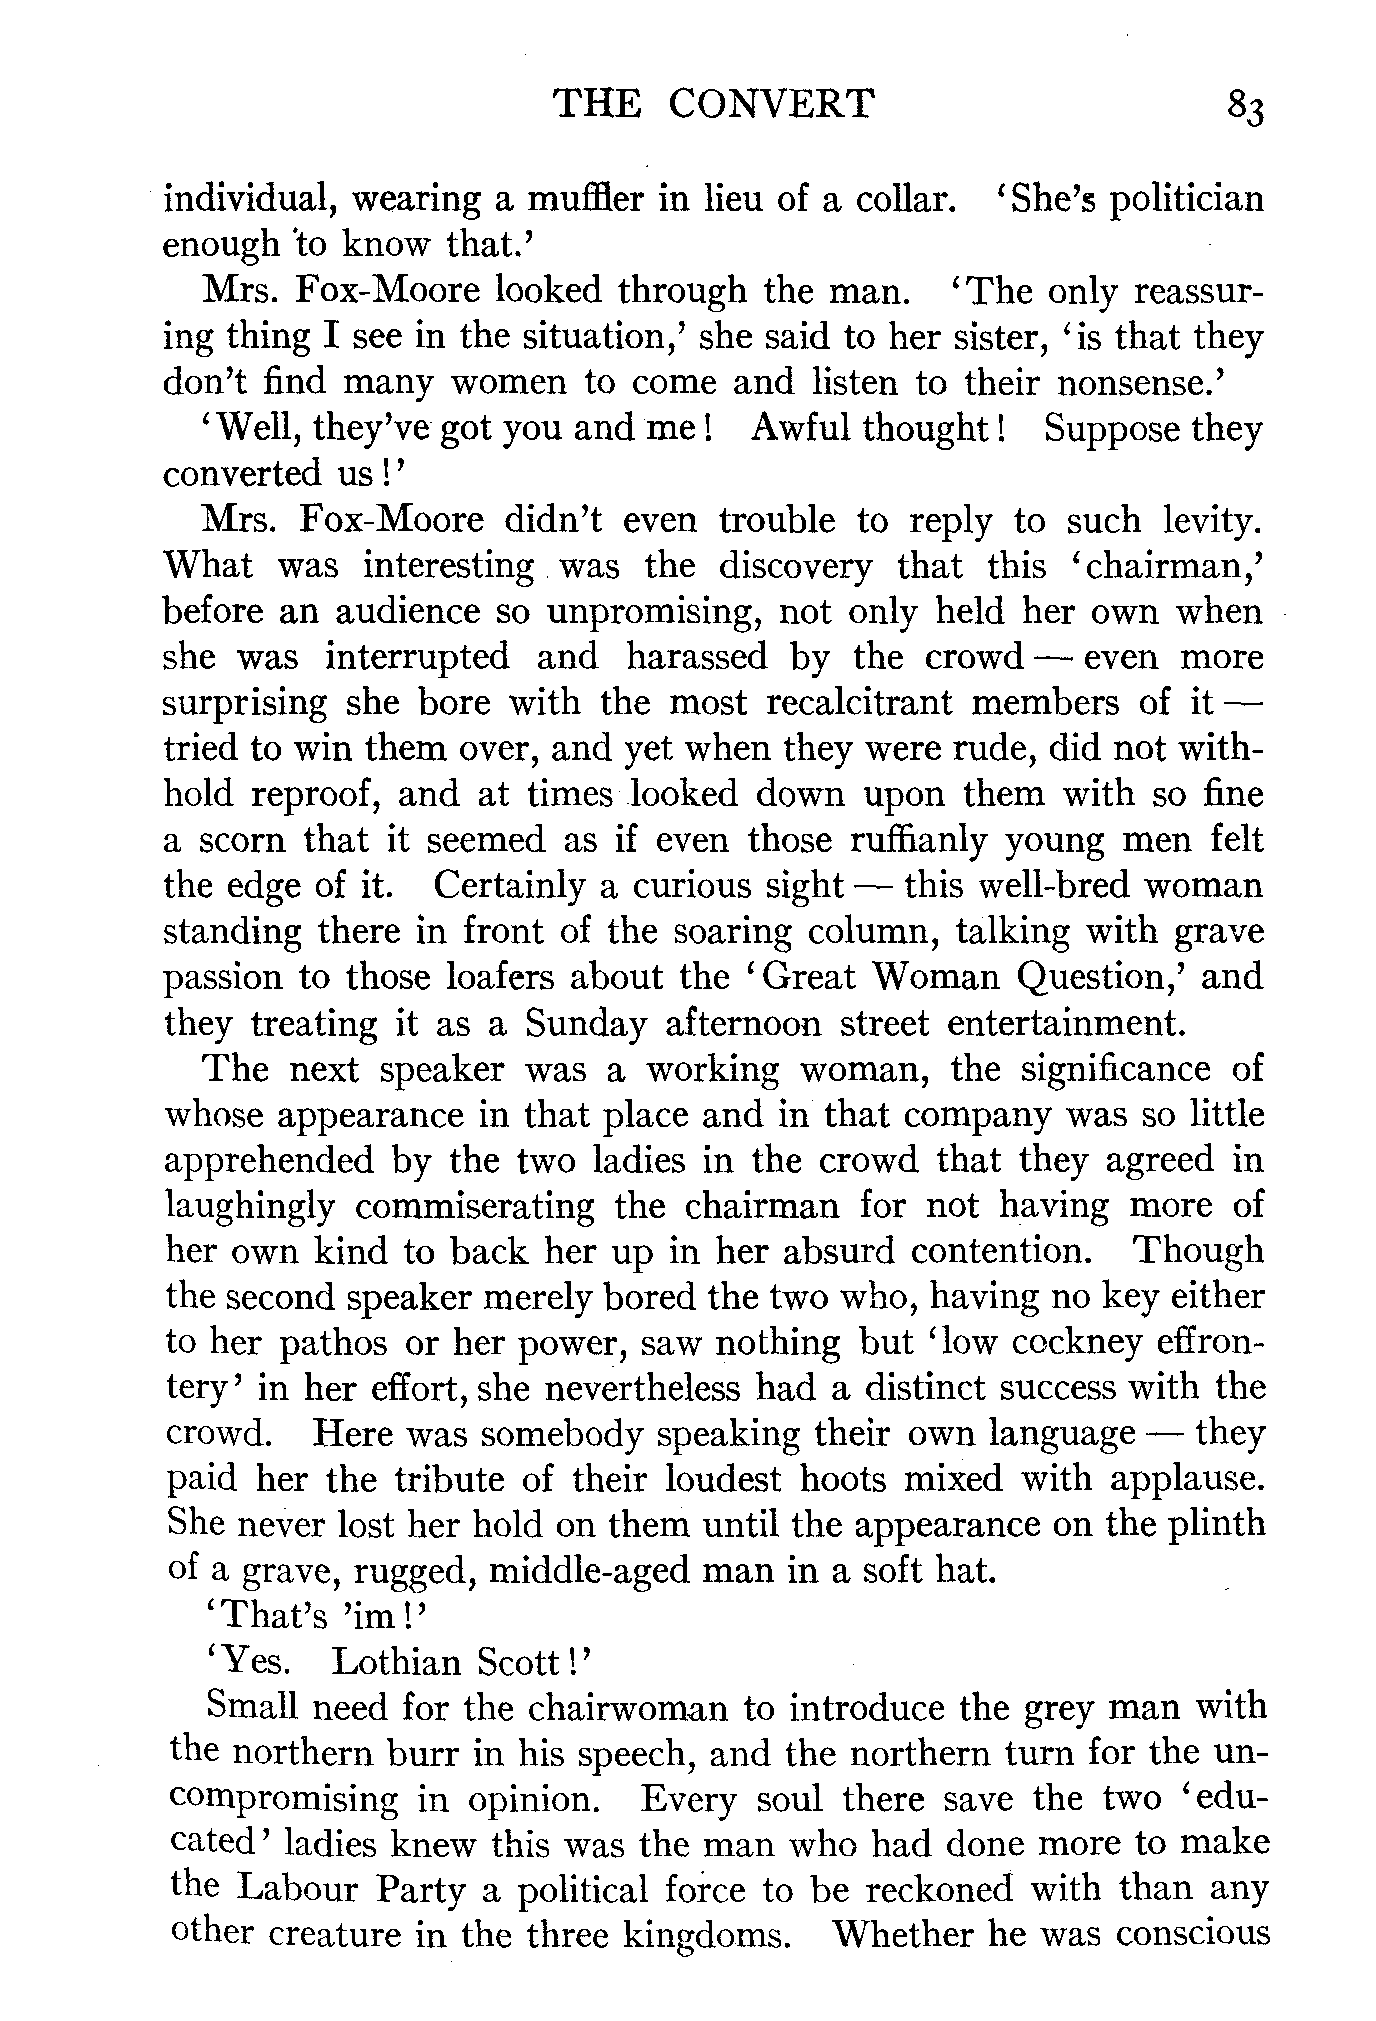 THE CONVERT 83
individual, wearing a muffler in lieu of a collar. ‘She’s politician
enough to know that.’
Mrs. Fox-Moore looked through the man. ‘The only reassur-
ing thing I see in the situation,’ she said to her sister, ‘is that they
don’t find many women to come and listen to their nonsense.’
‘Well, they’ve got you and me! Awful thought! Suppose they
converted us!’
Mrs. Fox-Moore didn’t even trouble to reply to such levity.
What was interesting was the discovery that this ‘chairman,’
before an audience so unpromising, not only held her own when
she was interrupted and harassed by the crowd — even more
surprising she bore with the most recalcitrant members of it —
tried to win them over, and yet when they were rude, did not with-
hold reproof, and at times looked down upon them with so fine
a scorn that it seemed as if even those ruffianly young men felt
the edge of it. Certainly a curious sight — this well-bred woman
standing there in front of the soaring column, talking with grave
passion to those loafers about the ‘Great Woman Question,’ and
they treating it as a Sunday afternoon street entertainment.
The next speaker was a working woman, the significance of
whose appearance in that place and in that company was so little
apprehended by the two ladies in the crowd that they agreed in
laughingly commiserating the chairman for not having more of
her own kind to back her up in her absurd contention. Though
the second speaker merely bored the two who, having no key either
to her pathos or her power, saw nothing but ‘low cockney effron-
tery’ in her effort, she nevertheless had a distinct success with the
crowd. Here was somebody speaking their own language — they
paid her the tribute of their loudest hoots mixed with applause.
She never lost her hold on them until the appearance on the plinth
of a grave, rugged, middle-aged man in a soft hat.
‘That’s ’im!’
‘Yes. Lothian Scott!’
Small need for the chairwoman to introduce the grey man with
the northern burr in his speech, and the northern turn for the un-
compromising in opinion. Every soul there save the two ‘edu-
cated’ ladies knew this was the man who had done more to make
the Labour Party a political force to be reckoned with than any
other creature in the three kingdoms. Whether he was conscious